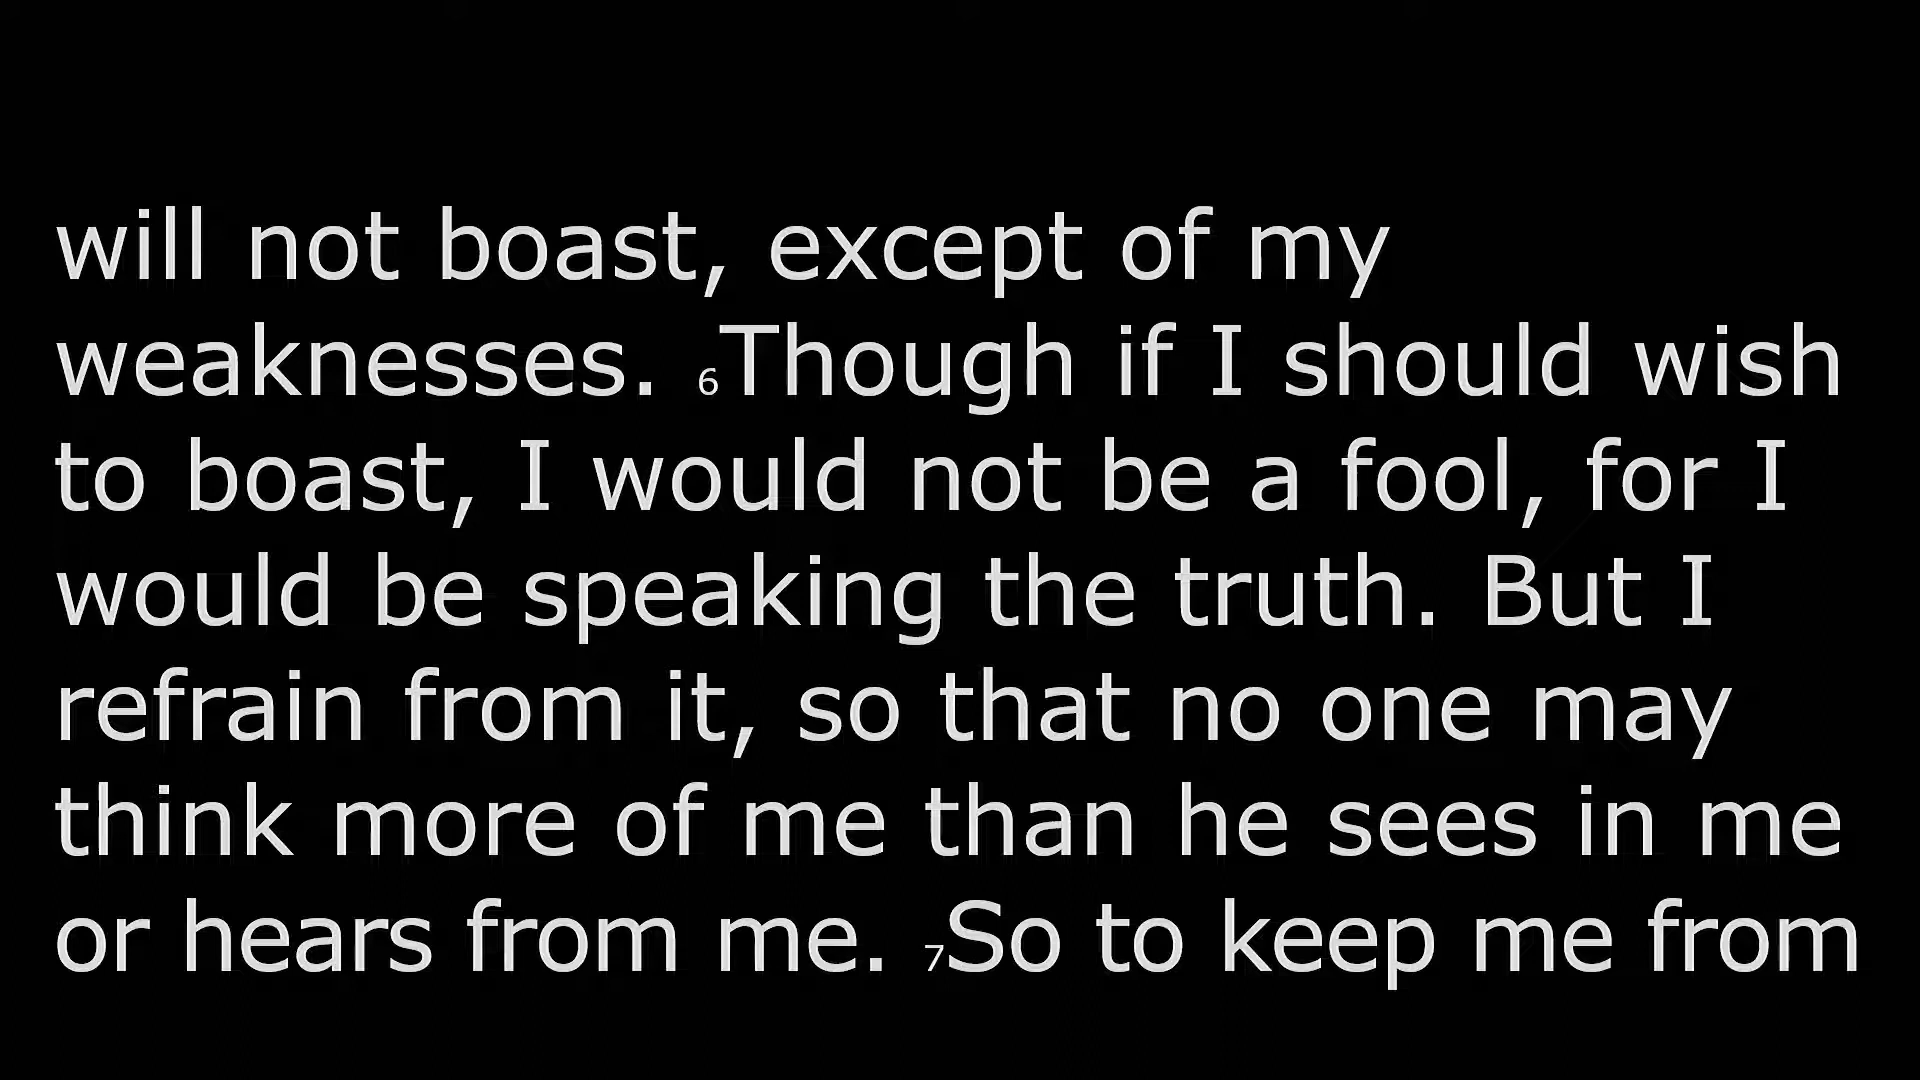 will not boast, except of my
weaknesses. 6Though if I should wish
to boast, I would not be a fool, for I
would be speaking the truth. But I
refrain from it, so that no one may
think more of me than he sees in me
or hears from me. 7So to keep me from